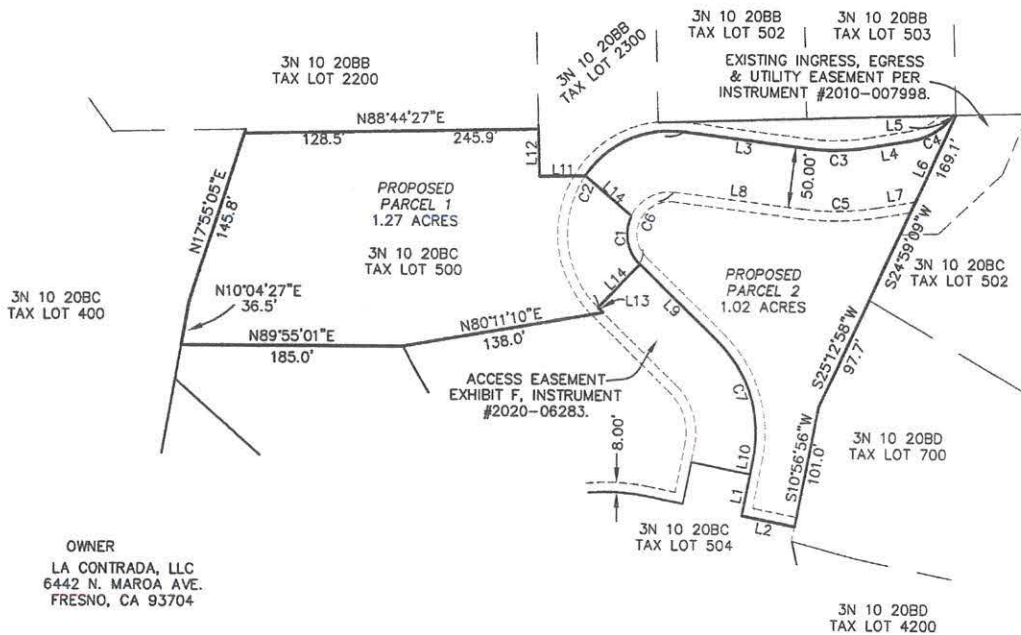 3N 10 20BB
TAX LOT 2200
3N 10 20BB
TAX LOT 2300
3N 10 20BB
TAX LOT 502
3N 10 20BB
TAX LOT 503
EXISTING INGRESS, EGRESS
& UTILITY EASEMENT PER
INSTRUMENT #2010-007998.
N88°44'27"E
128.5'
245.9'
L12
L11
C2
L14
L3
C3
L4
L5
C4
L6
169.1'
50.00'
N17°55'05"E
145.8'
PROPOSED
PARCEL 1
1.27 ACRES
3N 10 20BC
TAX LOT 500
C1
C6
L8
C5
L7
S24°59'09"W
3N 10 20BC
TAX LOT 502
3N 10 20BC
TAX LOT 400
N10°04'27"E
36.5'
L14
L13
L9
PROPOSED
PARCEL 2
1.02 ACRES
N80°11'10"E
138.0'
N89°55'01"E
185.0'
S25°12'58"W
97.7'
ACCESS EASEMENT
EXHIBIT F, INSTRUMENT
#2020-06283.
C7
8.00'
L10
L1
L2
S10°56'56"W
101.0'
3N 10 20BD
TAX LOT 700
3N 10 20BC
TAX LOT 504
OWNER
LA CONTRADA, LLC
6442 N. MAROA AVE.
FRESNO, CA 93704
3N 10 20BD
TAX LOT 4200